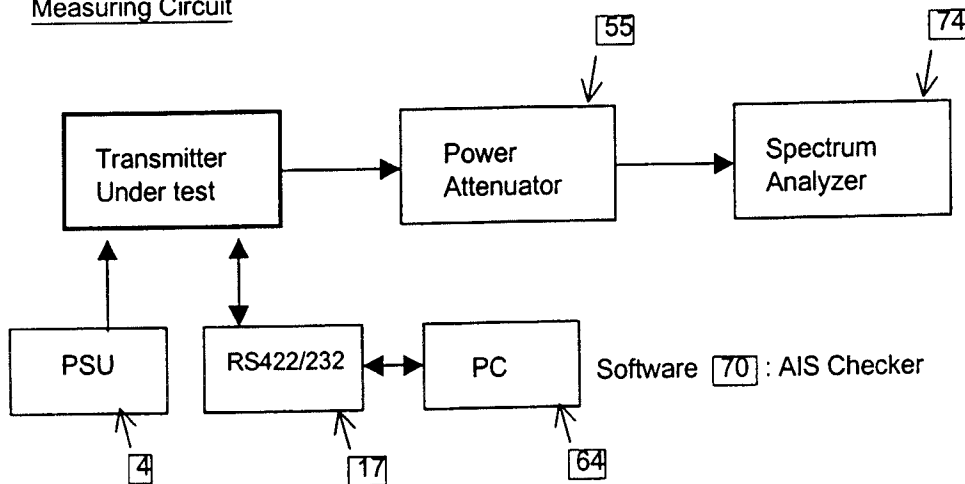 Measuring Circuit
55
74
Transmitter
Under test
Power
Attenuator
Spectrum
Analyzer
PSU
RS422/232
PC
Software 70 : AIS Checker
4
17
64